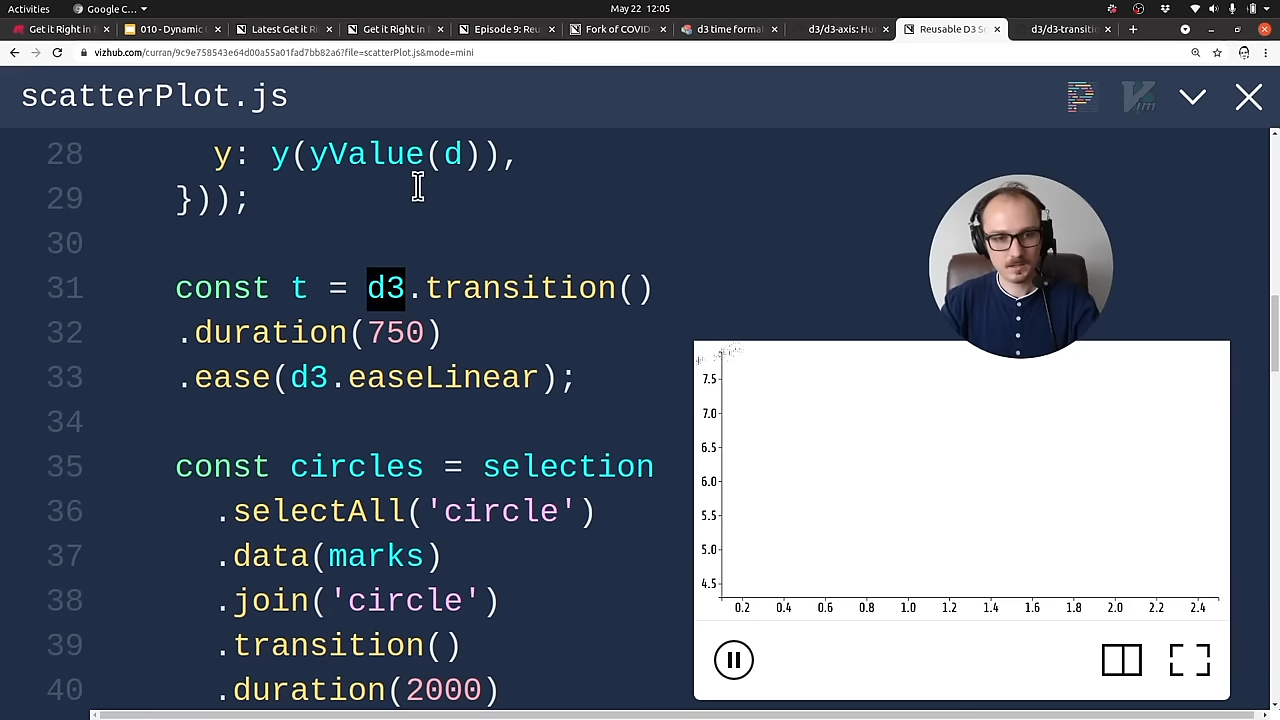 Activities
Google C...
May 22 12:05
Get it Right in
010 - Dynamic
Latest Get it Ri
Get it Right in
Episode 9: Reu
Fork of COVID-
d3 time format
d3/d3-axis: Hu
Reusable D3 Sc
d3/d3-transitio
vizhub.com/curran/9c9e758543e64d00a55a01fad7bb82a6?file=scatterPlot.js&mode=mini
scatterPlot.js
Vim
28 y: y(yValue(d)),
29 }));
30
31 const t = d3.transition()
32 .duration(750)
33 .ease(d3.easeLinear);
34
35 const circles = selection
36 .selectAll('circle')
37 .data(marks)
38 .join('circle')
39 .transition()
40 .duration(2000)
7.5
7.0
6.5
6.0
5.5
5.0
4.5
0.2 0.4 0.6 0.8 1.0 1.2 1.4 1.6 1.8 2.0 2.2 2.4